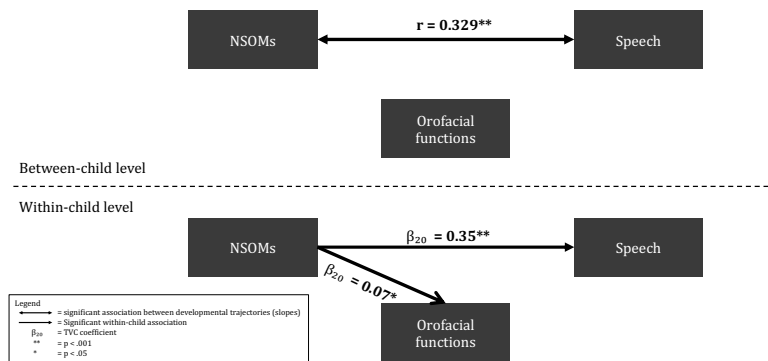 r = 0.329**
NSOMs
Speech
Orofacial
functions
Between-child level
Within-child level
NSOMs
β₂₀ = 0.35**
Speech
β₂₀ = 0.07*
Orofacial
functions
Legend
= significant association between developmental trajectories (slopes)
= Significant within-child association
β₂₀ = TVC coefficient
** = p < .001
* = p < .05